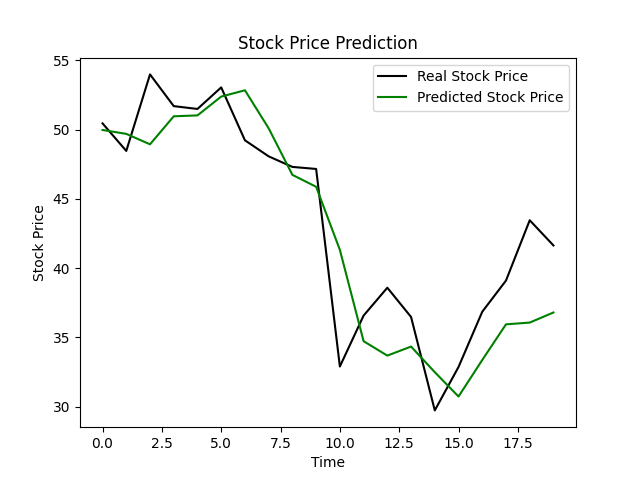 Stock Price Prediction
Real Stock Price
Predicted Stock Price
Stock Price
55
50
45
40
35
30
0.0 2.5 5.0 7.5 10.0 12.5 15.0 17.5
Time